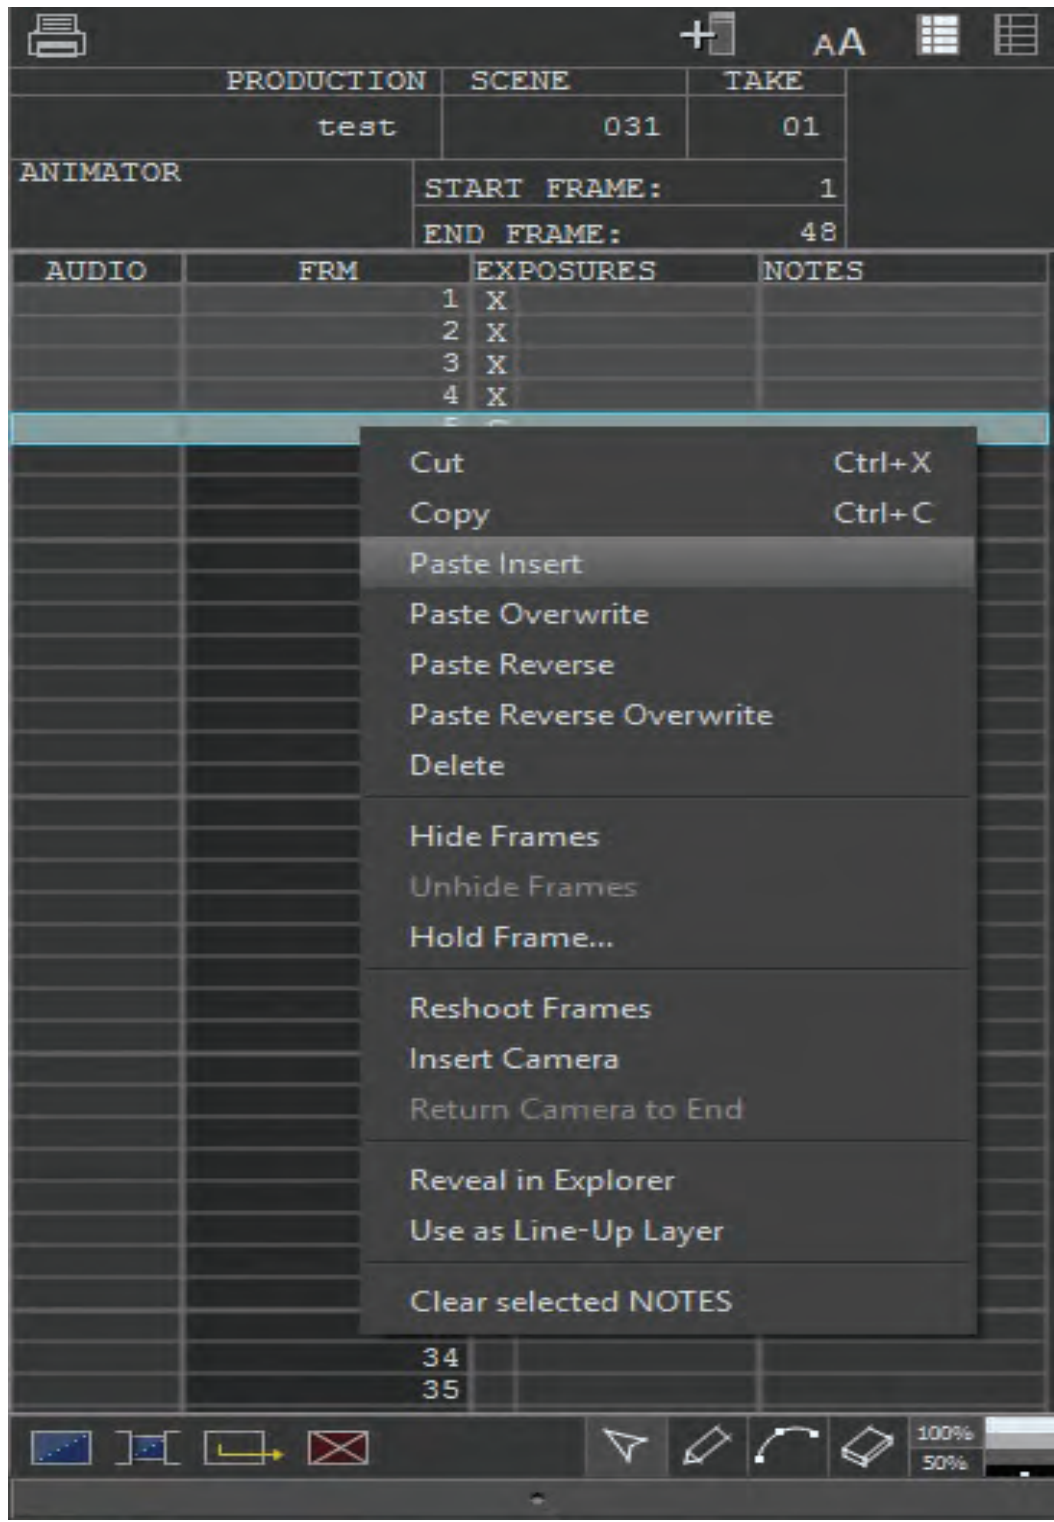 AA
PRODUCTION SCENE TAKE
test 031 01
ANIMATOR
START FRAME: 1
END FRAME: 48
AUDIO FRM EXPOSURES NOTES
1 X
2 X
3 X
4 X
Cut Ctrl+X
Copy Ctrl+C
Paste Insert
Paste Overwrite
Paste Reverse
Paste Reverse Overwrite
Delete
Hide Frames
Unhide Frames
Hold Frame...
Reshoot Frames
Insert Camera
Return Camera to End
Reveal in Explorer
Use as Line-Up Layer
Clear selected NOTES
34
35
100%
50%